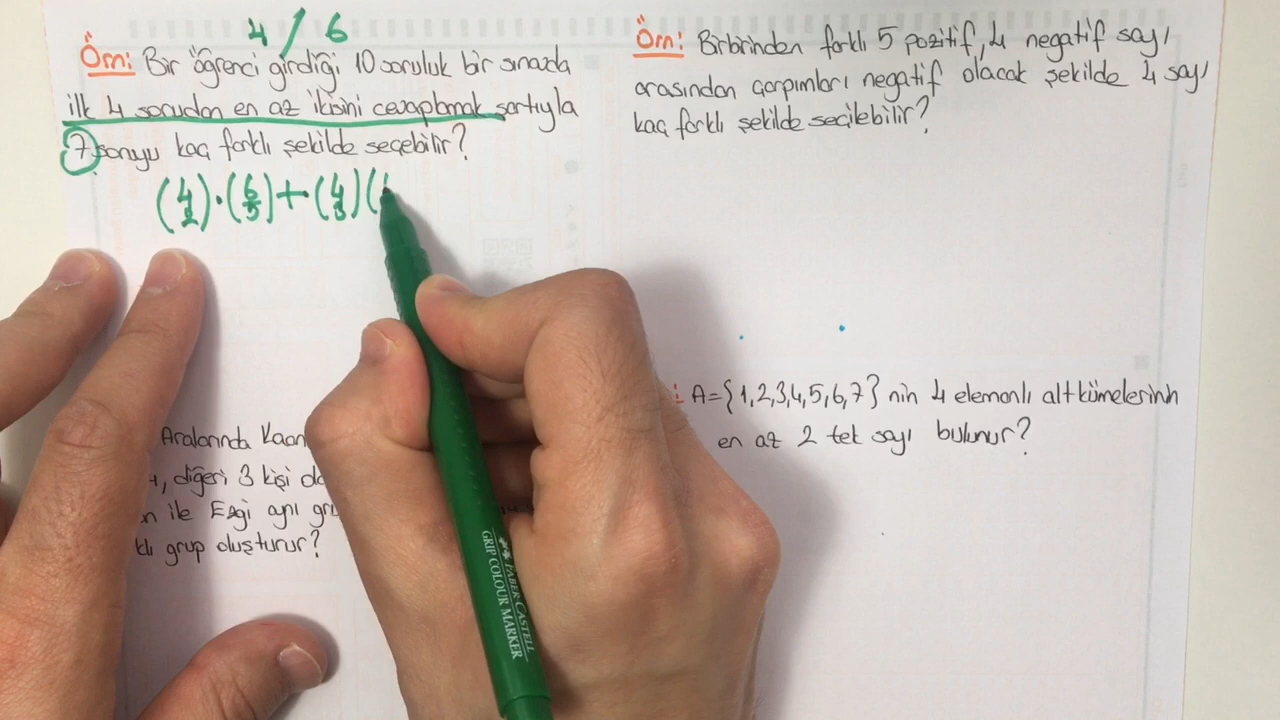 4 / 6
Örn: Bir öğrenci girdiği 10 soruluk bir sınavda
ilk 4 sorudan en az ikisini cevaplamak şartıyla
7 soruyu kaç farklı şekilde seçebilir?
(4 2)·(6 5)+(4 3)(
Aralarında Kaan
, diğeri 3 kişi
ile Ezgi aynı
grup oluşturur?
Örn: Birbirinden farklı 5 pozitif, 4 negatif sayı
arasından çarpımları negatif olacak şekilde 4 sayı
kaç farklı şekilde seçilebilir?
: A={1,2,3,4,5,6,7} nin 4 elemanlı alt kümelerinin
en az 2 tek sayı bulunur?
FABER-CASTELL
GRIP COLOUR MARKER